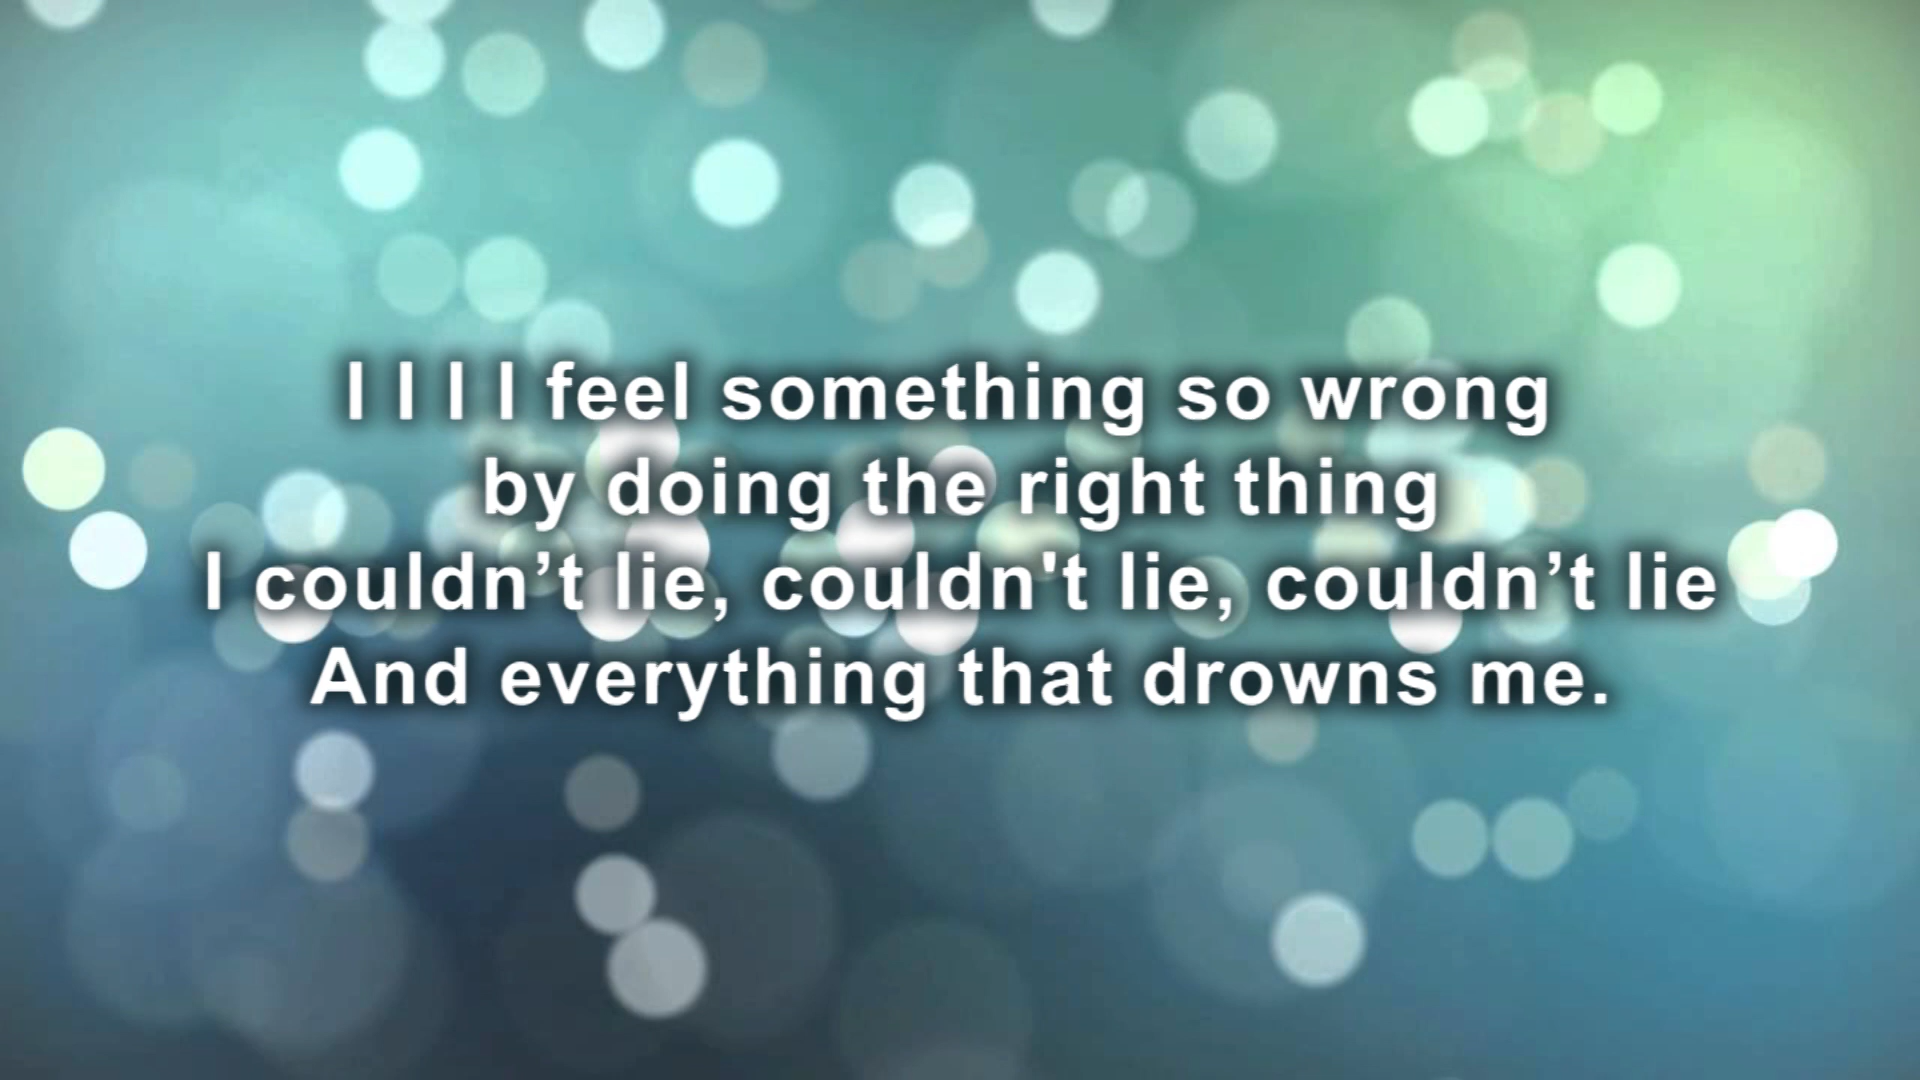 I I I I feel something so wrong
by doing the right thing
I couldn’t lie, couldn't lie, couldn’t lie
And everything that drowns me.